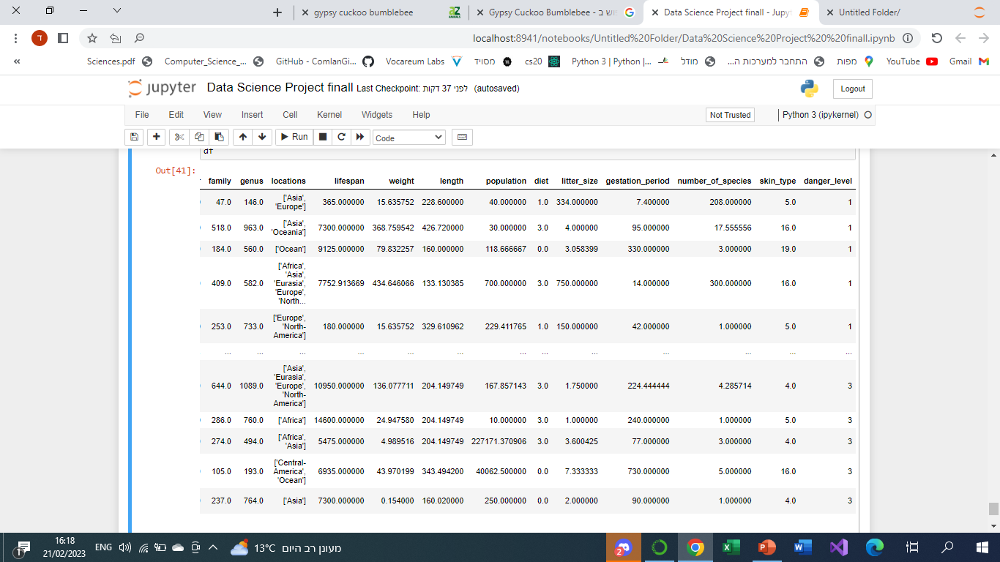 gypsy cuckoo bumblebee
Gypsy Cuckoo Bumblebee - חיפוש ב
Data Science Project finall - Jupyt
Untitled Folder/
ד
localhost:8941/notebooks/Untitled%20Folder/Data%20Science%20Project%20%20finall.ipynb
Sciences.pdf
Computer_Science_...
GitHub - ComlanGi...
Vocareum Labs
מסויד
cs20
Python 3 | Python |...
מודל
התחבר למערכות ה...
מפות
YouTube
Gmail
jupyter Data Science Project finall Last Checkpoint: לפני 37 דקות (autosaved)
Logout
File Edit View Insert Cell Kernel Widgets Help
Not Trusted
Python 3 (ipykernel)
Run
Code
df
Out[41]:
family genus locations lifespan weight length population diet litter_size gestation_period number_of_species skin_type danger_level
47.0 146.0 ['Asia', 'Europe'] 365.000000 15.635752 228.600000 40.000000 1.0 334.000000 7.400000 208.000000 5.0 1
518.0 963.0 ['Asia', 'Oceania'] 7300.000000 368.759542 426.720000 30.000000 3.0 4.000000 95.000000 17.555556 16.0 1
184.0 560.0 ['Ocean'] 9125.000000 79.832257 160.000000 118.666667 0.0 3.058399 330.000000 3.000000 19.0 1
409.0 582.0 ['Africa', 'Asia', 'Eurasia', 'Europe', 'North... 7752.913669 434.646066 133.130385 700.000000 3.0 750.000000 14.000000 300.000000 16.0 1
253.0 733.0 ['Europe', 'North-America'] 180.000000 15.635752 329.610962 229.411765 1.0 150.000000 42.000000 1.000000 5.0 1
... ... ... ... ... ... ... ... ... ... ... ... ...
644.0 1089.0 ['Asia', 'Eurasia', 'Europe', 'North-America'] 10950.000000 136.077711 204.149749 167.857143 3.0 1.750000 224.444444 4.285714 4.0 3
286.0 760.0 ['Africa'] 14600.000000 24.947580 204.149749 10.000000 3.0 1.000000 240.000000 1.000000 5.0 3
274.0 494.0 ['Africa', 'Asia'] 5475.000000 4.989516 204.149749 227171.370906 3.0 3.600425 77.000000 3.000000 4.0 3
105.0 193.0 ['Central-America', 'Ocean'] 6935.000000 43.970199 343.494200 40062.500000 0.0 7.333333 730.000000 5.000000 16.0 3
237.0 764.0 ['Asia'] 7300.000000 0.154000 160.020000 250.000000 0.0 2.000000 90.000000 1.000000 4.0 3
1
16:18
21/02/2023
ENG
13°C מעונן רב היום
2